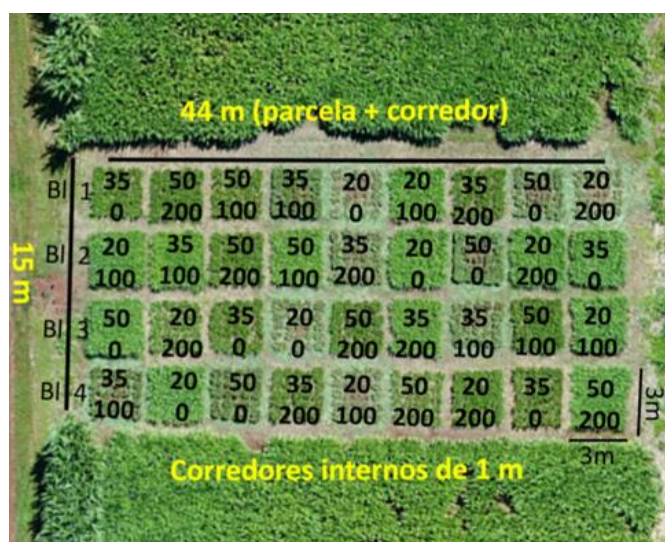 44 m (parcela + corredor)
Bl 1 35 50 50 35 20 20 35 50 20
0 200 100 100 0 100 200 0 200
15 m
Bl 2 20 35 50 50 35 20 50 20 35
100 100 200 100 200 0 0 200 0
Bl 3 50 20 35 20 50 35 35 50 20
0 200 0 0 200 200 100 100 100
Bl 4 35 20 50 35 20 50 20 35 50
100 0 0 200 100 200 200 0 200
3m
3m
Corredores internos de 1 m